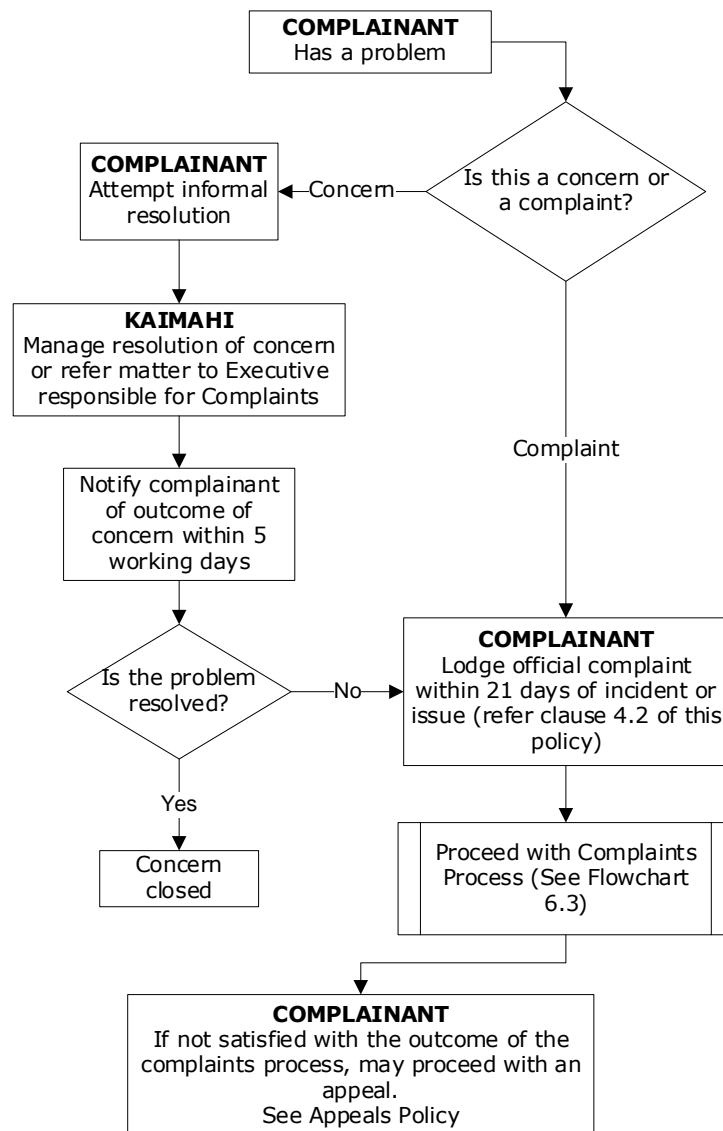 COMPLAINANT
Has a problem
Is this a concern or
a complaint?
Concern
COMPLAINANT
Attempt informal
resolution
KAIMAHI
Manage resolution of concern
or refer matter to Executive
responsible for Complaints
Complaint
Notify complainant
of outcome of
concern within 5
working days
Is the problem
resolved?
No
COMPLAINANT
Lodge official complaint
within 21 days of incident or
issue (refer clause 4.2 of this
policy)
Yes
Concern
closed
Proceed with Complaints
Process (See Flowchart
6.3)
COMPLAINANT
If not satisfied with the outcome of the
complaints process, may proceed with an
appeal.
See Appeals Policy